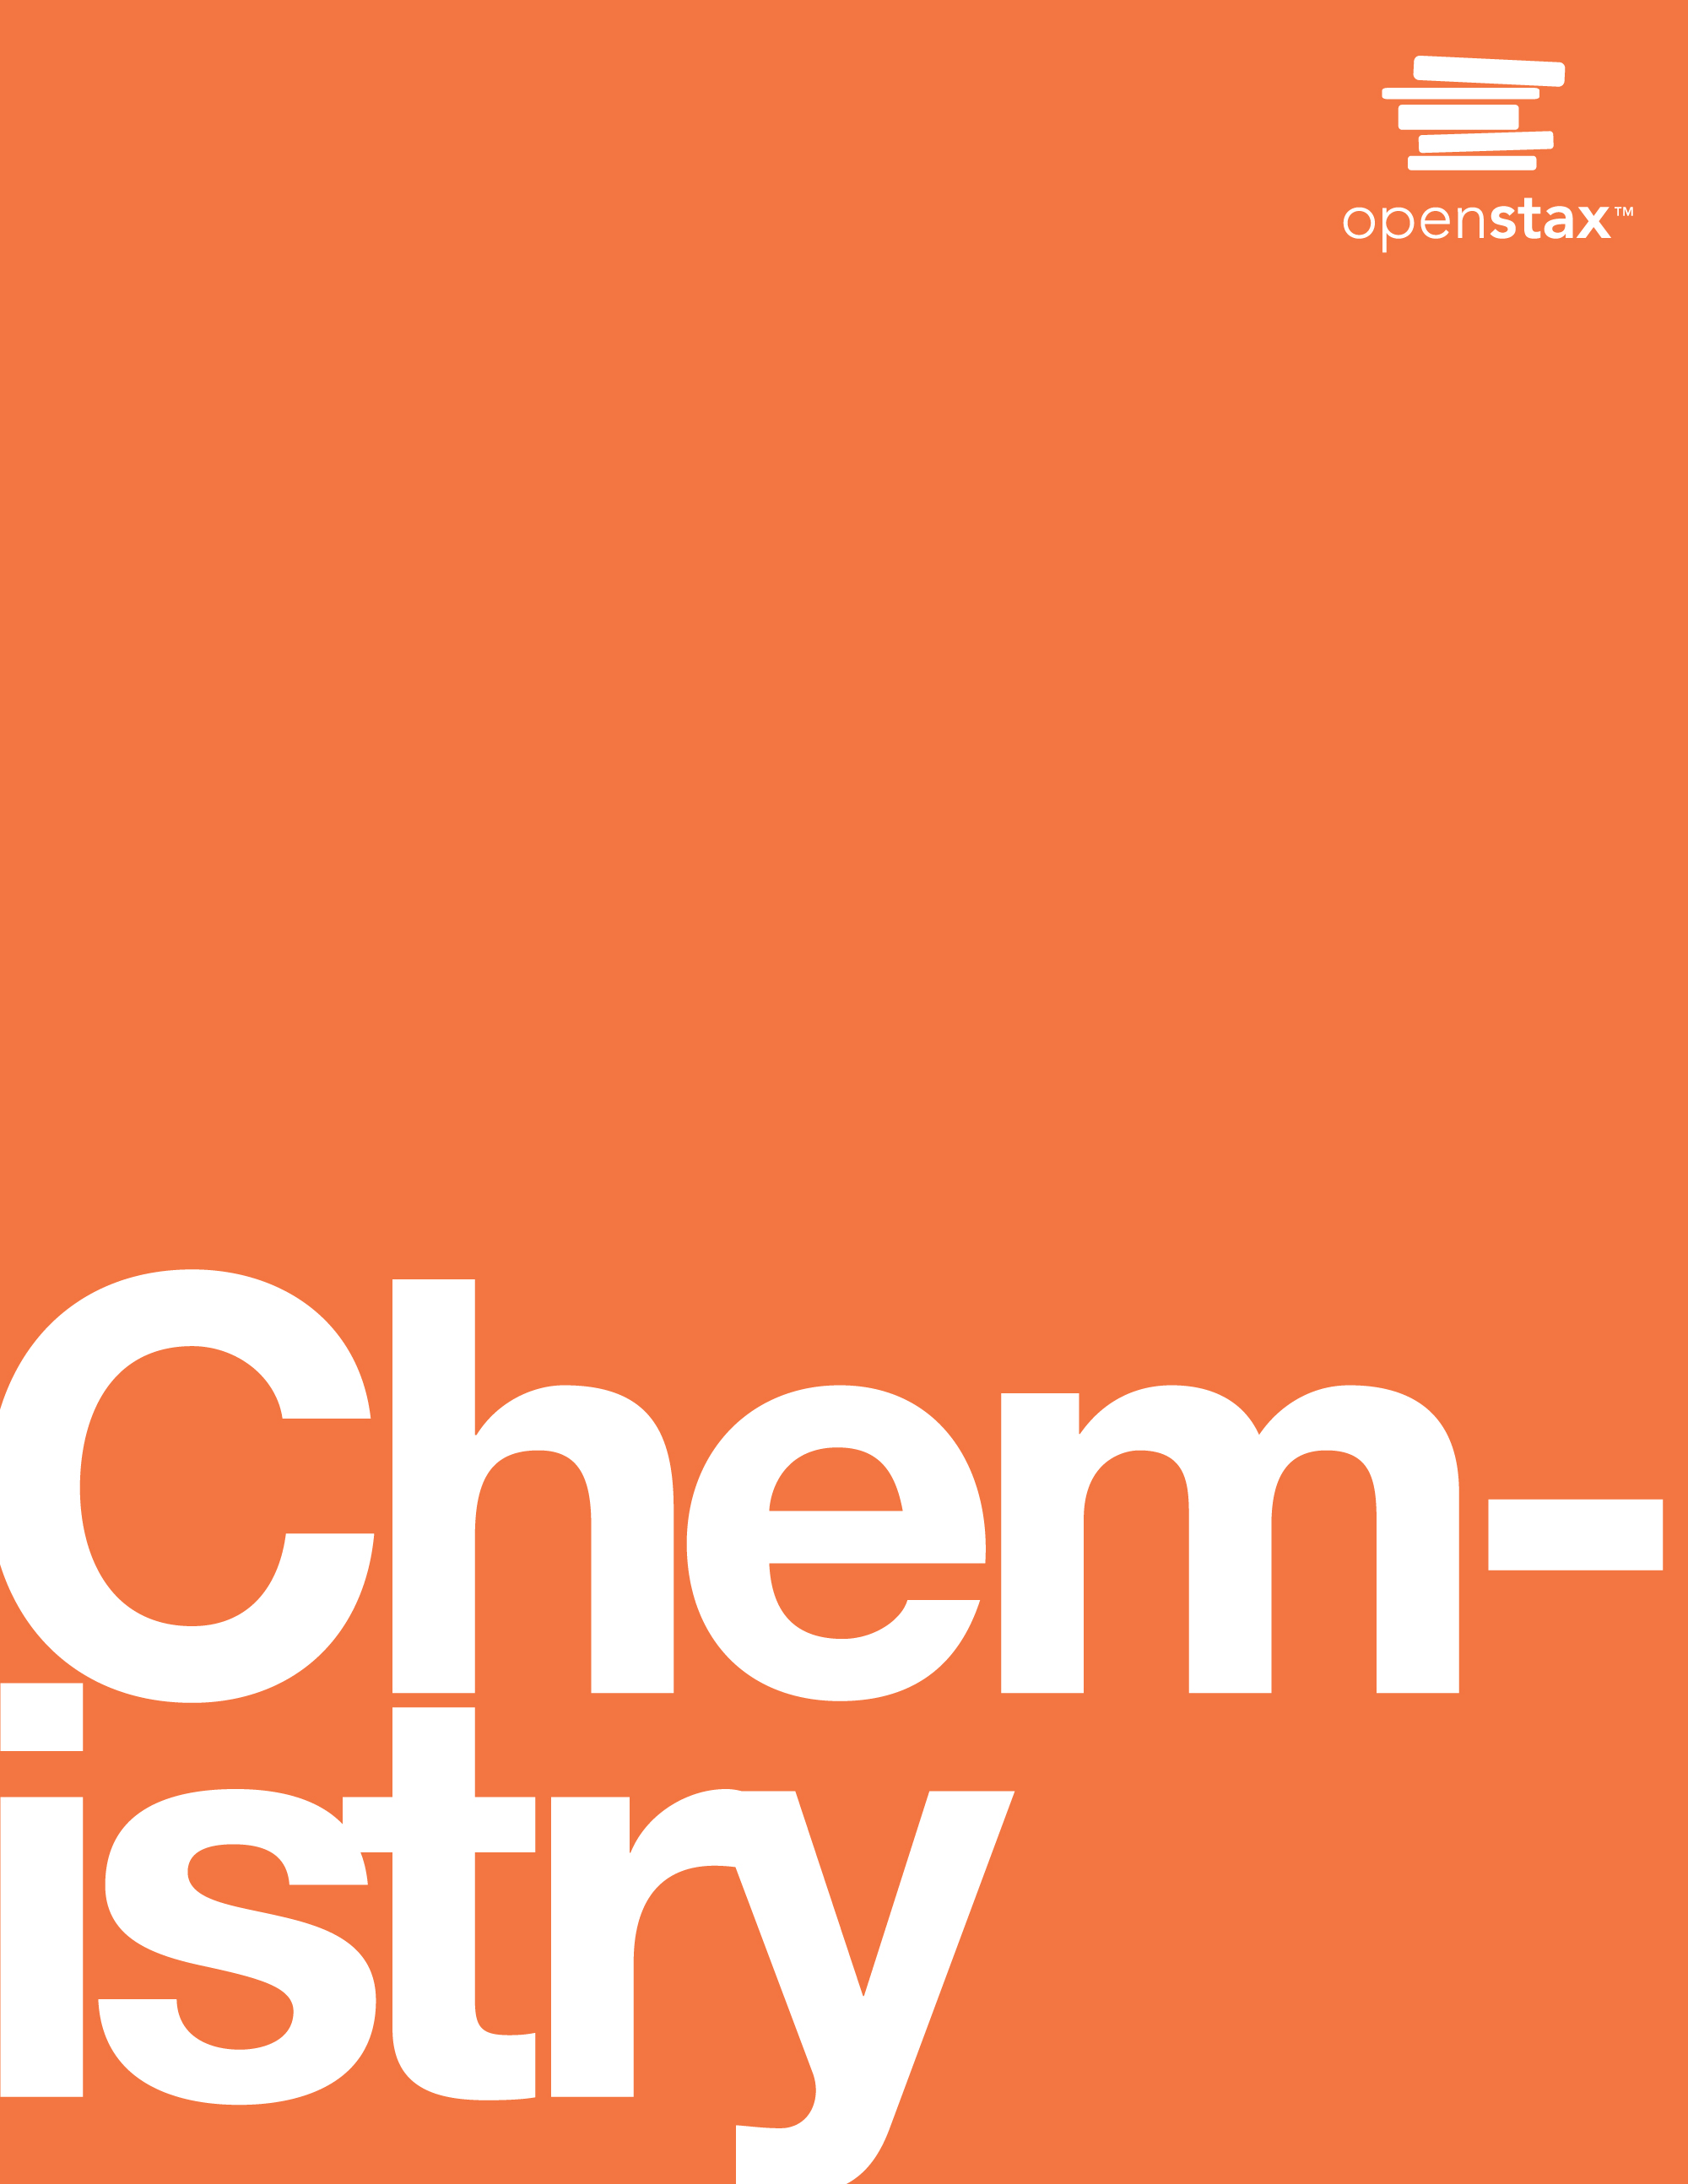 openstax™
Chem-
istry